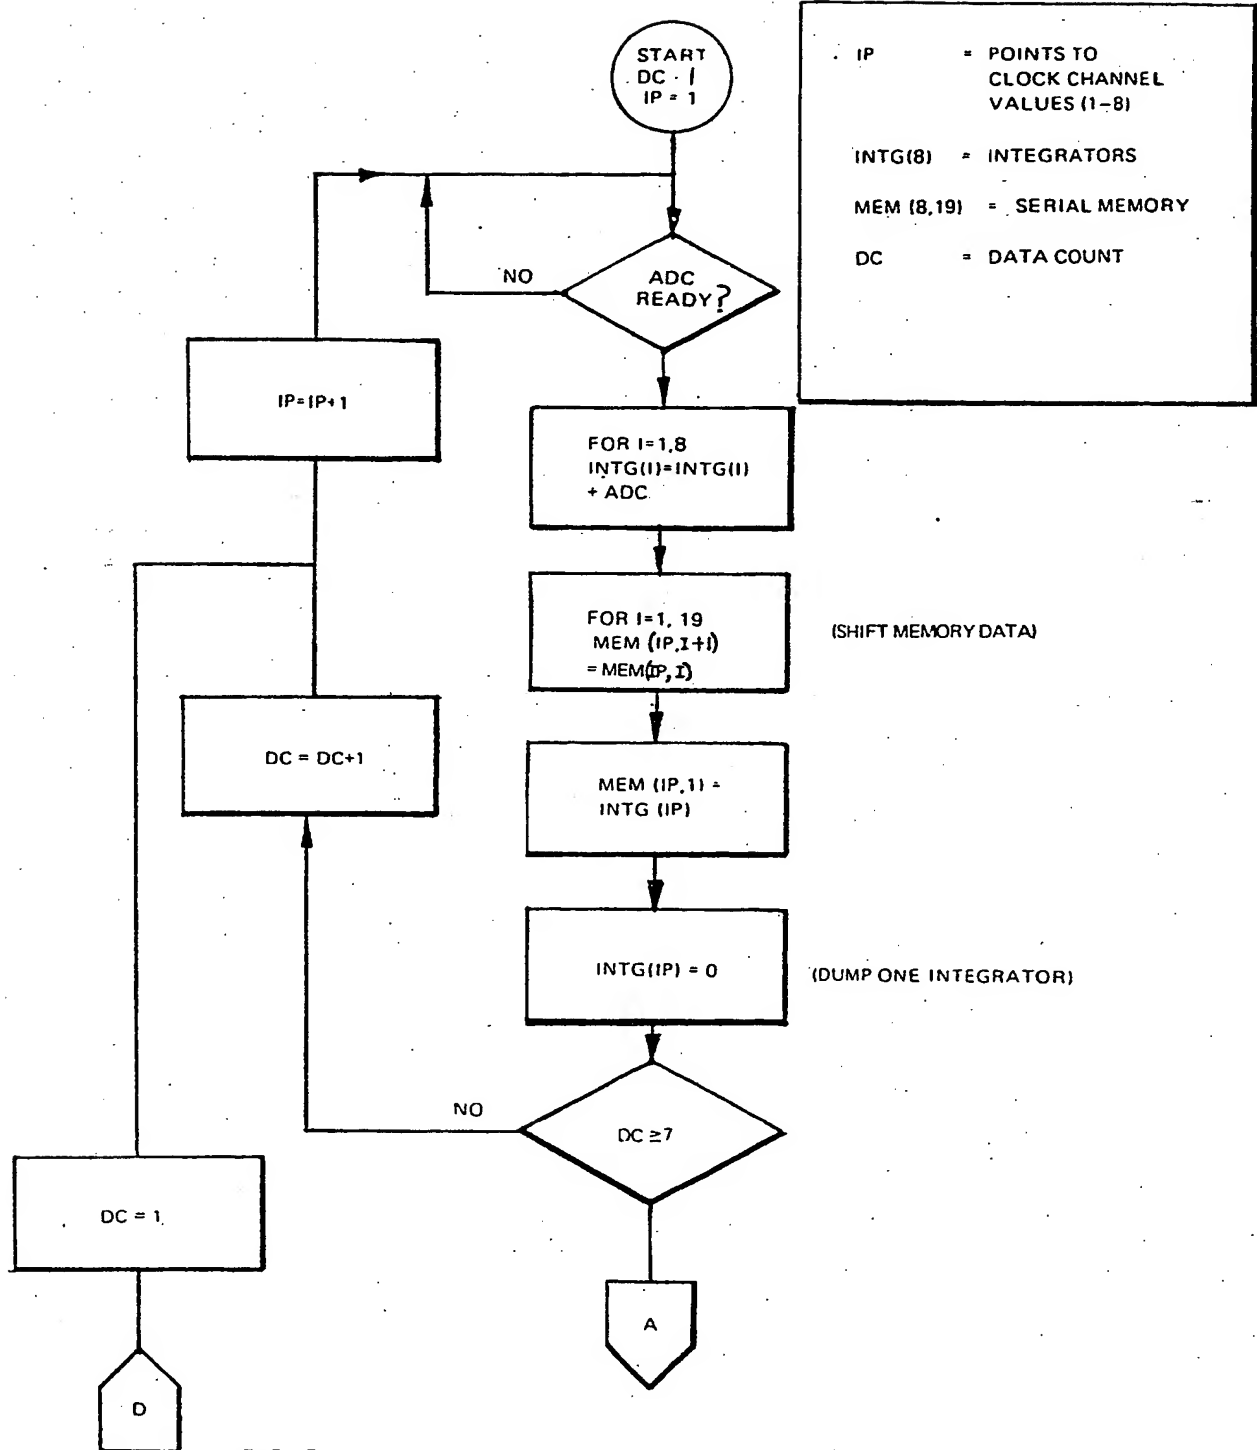 START
DC · 1
IP = 1
IP = POINTS TO
CLOCK CHANNEL
VALUES (1-8)
INTG(8) = INTEGRATORS
MEM (8,19) = SERIAL MEMORY
DC = DATA COUNT
NO
ADC
READY?
IP=IP+1
FOR I=1,8
INTG(I)=INTG(I)
+ ADC
FOR I=1, 19
MEM (IP,I+1)
= MEM(IP,I)
(SHIFT MEMORY DATA)
DC = DC+1
MEM (IP,1) =
INTG (IP)
INTG(IP) = 0
(DUMP ONE INTEGRATOR)
NO
DC ≥7
DC = 1
A
D